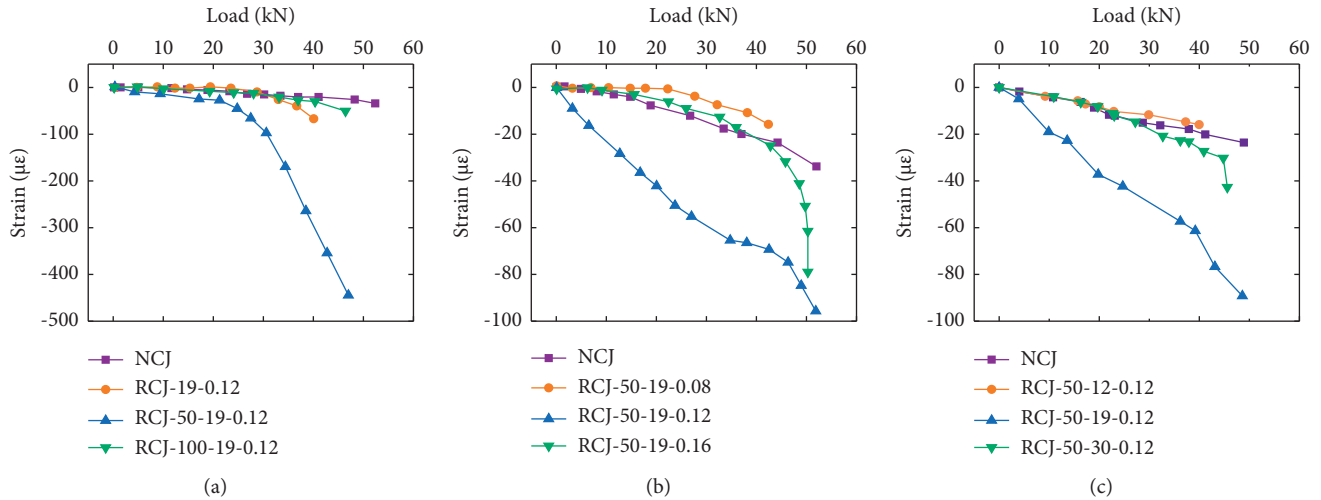 Load (kN)
0 10 20 30 40 50 60
0
-100
-200
-300
-400
-500
Strain (με)
NCJ
RCJ-19-0.12
RCJ-50-19-0.12
RCJ-100-19-0.12
(a)
Load (kN)
0 10 20 30 40 50 60
0
-20
-40
-60
-80
-100
Strain (με)
NCJ
RCJ-50-19-0.08
RCJ-50-19-0.12
RCJ-50-19-0.16
(b)
Load (kN)
0 10 20 30 40 50 60
0
-20
-40
-60
-80
-100
Strain (με)
NCJ
RCJ-50-12-0.12
RCJ-50-19-0.12
RCJ-50-30-0.12
(c)